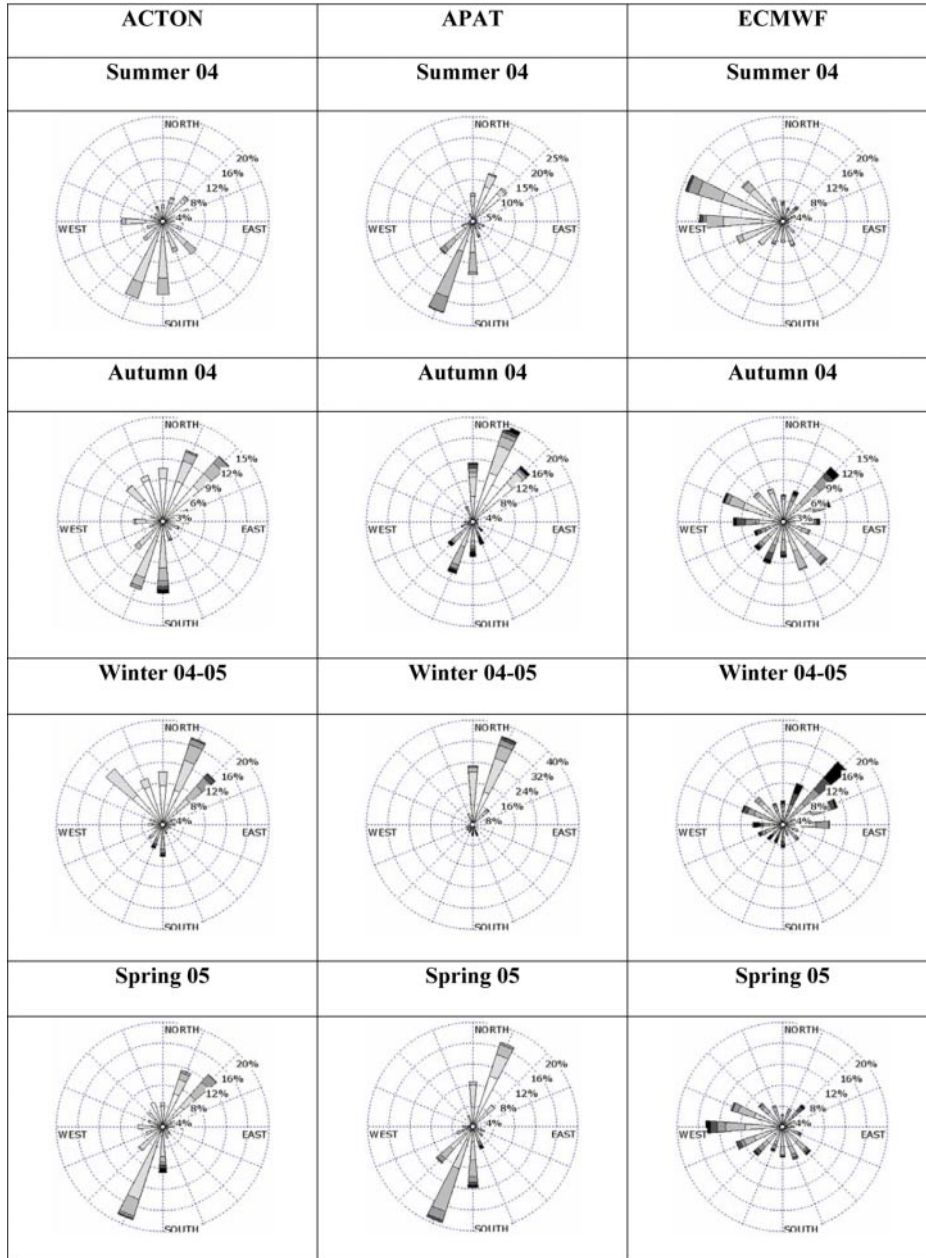 ACTON APAT ECMWF
Summer 04 Summer 04 Summer 04
NORTH NORTH NORTH
20% 25% 20%
16% 20% 16%
12% 15% 12%
8% 10% 8%
4% 5% 4%
WEST EAST WEST EAST WEST EAST
SOUTH SOUTH SOUTH
Autumn 04 Autumn 04 Autumn 04
NORTH NORTH NORTH
15% 20% 15%
12% 16% 12%
9% 12% 9%
6% 8% 6%
3% 4% 3%
WEST EAST WEST EAST WEST EAST
SOUTH SOUTH SOUTH
Winter 04-05 Winter 04-05 Winter 04-05
NORTH NORTH NORTH
20% 40% 20%
16% 32% 16%
12% 24% 12%
8% 16% 8%
4% 8% 4%
WEST EAST WEST EAST WEST EAST
SOUTH SOUTH SOUTH
Spring 05 Spring 05 Spring 05
NORTH NORTH NORTH
20% 20% 20%
16% 16% 16%
12% 12% 12%
8% 8% 8%
4% 4% 4%
WEST EAST WEST EAST WEST EAST
SOUTH SOUTH SOUTH